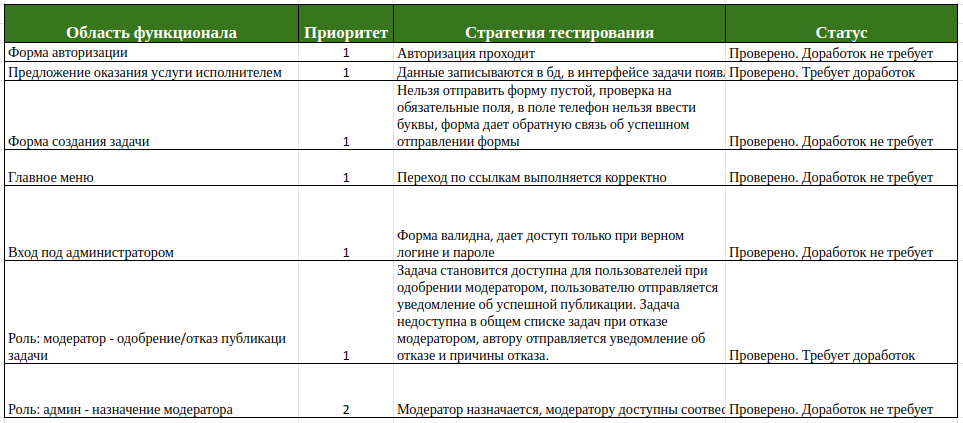 Область функционала Приоритет Стратегия тестирования Статус
Форма авторизации 1 Авторизация проходит Проверено. Доработок не требует
Предложение оказания услуги исполнителем 1 Данные записываются в бд, в интерфейсе задачи появ Проверено. Требует доработок
Нельзя отправить форму пустой, проверка на
обязательные поля, в поле телефон нельзя ввести
буквы, форма дает обратную связь об успешном
Форма создания задачи 1 отправлении формы Проверено. Доработок не требует
Главное меню 1 Переход по ссылкам выполняется корректно Проверено. Доработок не требует
Форма валидна, дает доступ только при верном
Вход под администратором 1 логине и пароле Проверено. Доработок не требует
Задача становится доступна для пользователей при
одобрении модератором, пользователю отправляется
уведомление об успешной публикации. Задача
недоступна в общем списке задач при отказе
Роль: модератор - одобрение/отказ публикаци модератором, автору отправляется уведомление об
задачи 1 отказе и причины отказа. Проверено. Требует доработок
Роль: админ - назначение модератора 2 Модератор назначается, модератору доступны соотвес Проверено. Доработок не требует